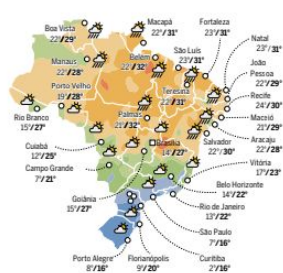 Boa Vista
22°/29°
Macapá
22°/31°
Fortaleza
23°/31°
Natal
23°/31°
João
Pessoa
22°/29°
Recife
24°/30°
Maceió
21°/29°
Aracaju
22°/28°
Salvador
22°/30°
Vitória
17°/23°
Belo Horizonte
14°/22°
Rio de Janeiro
13°/22°
São Paulo
7°/16°
Curitiba
2°/16°
Florianópolis
9°/20°
Porto Alegre
8°/16°
Goiânia
15°/27°
Campo Grande
7°/21°
Cuiabá
12°/25°
Rio Branco
15°/27°
Porto Velho
19°/28°
Manaus
22°/28°
Belém
22°/32°
São Luís
23°/31°
Teresina
22°/31°
Palmas
21°/32°
Brasília
14°/27°